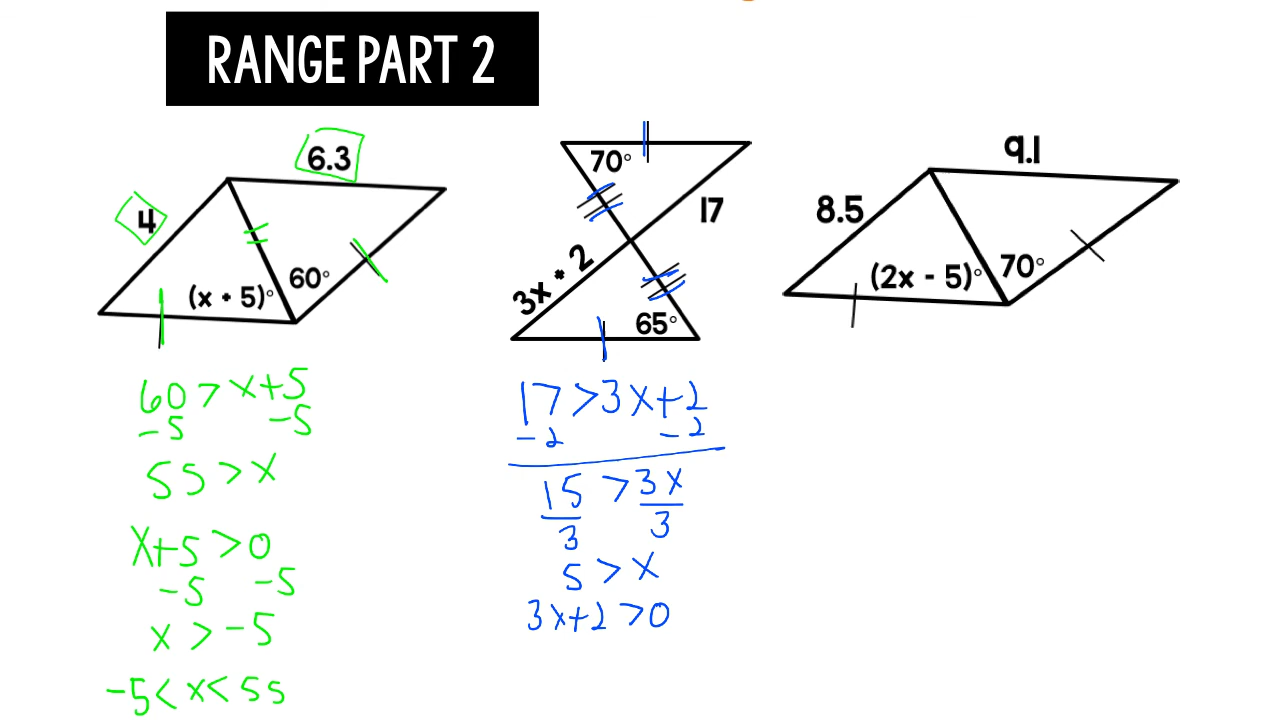 RANGE PART 2
6.3
4
(x + 5)°
60°
60 > x+5
-5 -5
55 > x
x+5 > 0
-5 -5
x > -5
-5 < x < 55
70°
17
3x + 2
65°
17 > 3x+2
-2 -2
15 > 3x
3 3
5 > x
3x+2 > 0
9.1
8.5
(2x - 5)°
70°